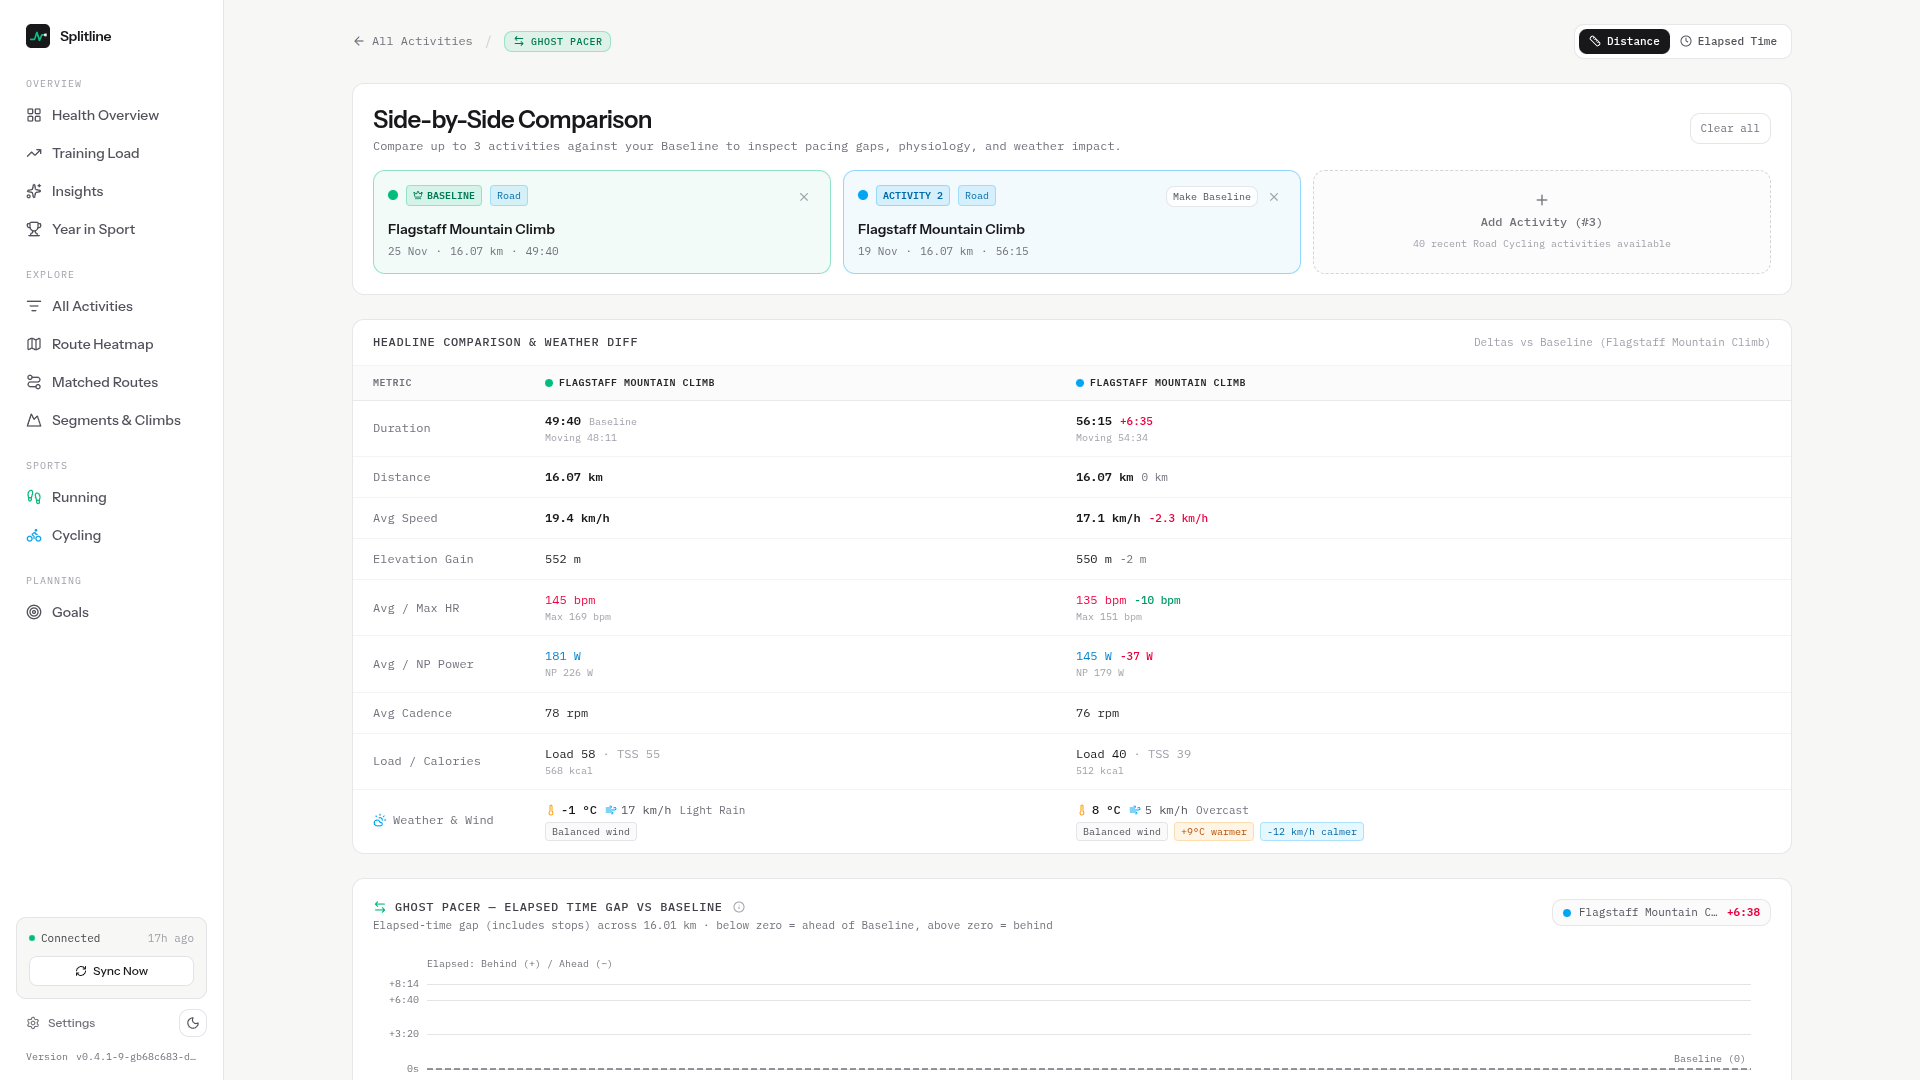 Splitline
OVERVIEW
Health Overview
Training Load
Insights
Year in Sport
EXPLORE
All Activities
Route Heatmap
Matched Routes
Segments & Climbs
SPORTS
Running
Cycling
PLANNING
Goals
Connected 17h ago
Sync Now
Settings
Version v0.4.1-9-gb68c683-d…
All Activities / GHOST PACER
Distance Elapsed Time
Side-by-Side Comparison
Compare up to 3 activities against your Baseline to inspect pacing gaps, physiology, and weather impact.
Clear all
BASELINE Road
Flagstaff Mountain Climb
25 Nov · 16.07 km · 49:40
ACTIVITY 2 Road Make Baseline
Flagstaff Mountain Climb
19 Nov · 16.07 km · 56:15
Add Activity (#3)
40 recent Road Cycling activities available
HEADLINE COMPARISON & WEATHER DIFF Deltas vs Baseline (Flagstaff Mountain Climb)
METRIC FLAGSTAFF MOUNTAIN CLIMB FLAGSTAFF MOUNTAIN CLIMB
Duration 49:40 Baseline 56:15 +6:35
Moving 48:11 Moving 54:34
Distance 16.07 km 16.07 km 0 km
Avg Speed 19.4 km/h 17.1 km/h -2.3 km/h
Elevation Gain 552 m 550 m -2 m
Avg / Max HR 145 bpm 135 bpm -10 bpm
Max 169 bpm Max 151 bpm
Avg / NP Power 181 W 145 W -37 W
NP 226 W NP 179 W
Avg Cadence 78 rpm 76 rpm
Load / Calories Load 58 · TSS 55 Load 40 · TSS 39
568 kcal 512 kcal
Weather & Wind -1 °C 17 km/h Light Rain 8 °C 5 km/h Overcast
Balanced wind Balanced wind +9°C warmer -12 km/h calmer
GHOST PACER — ELAPSED TIME GAP VS BASELINE
Elapsed-time gap (includes stops) across 16.01 km · below zero = ahead of Baseline, above zero = behind
Flagstaff Mountain C… +6:38
Elapsed: Behind (+) / Ahead (−)
+8:14
+6:40
+3:20
Baseline (0)
0s